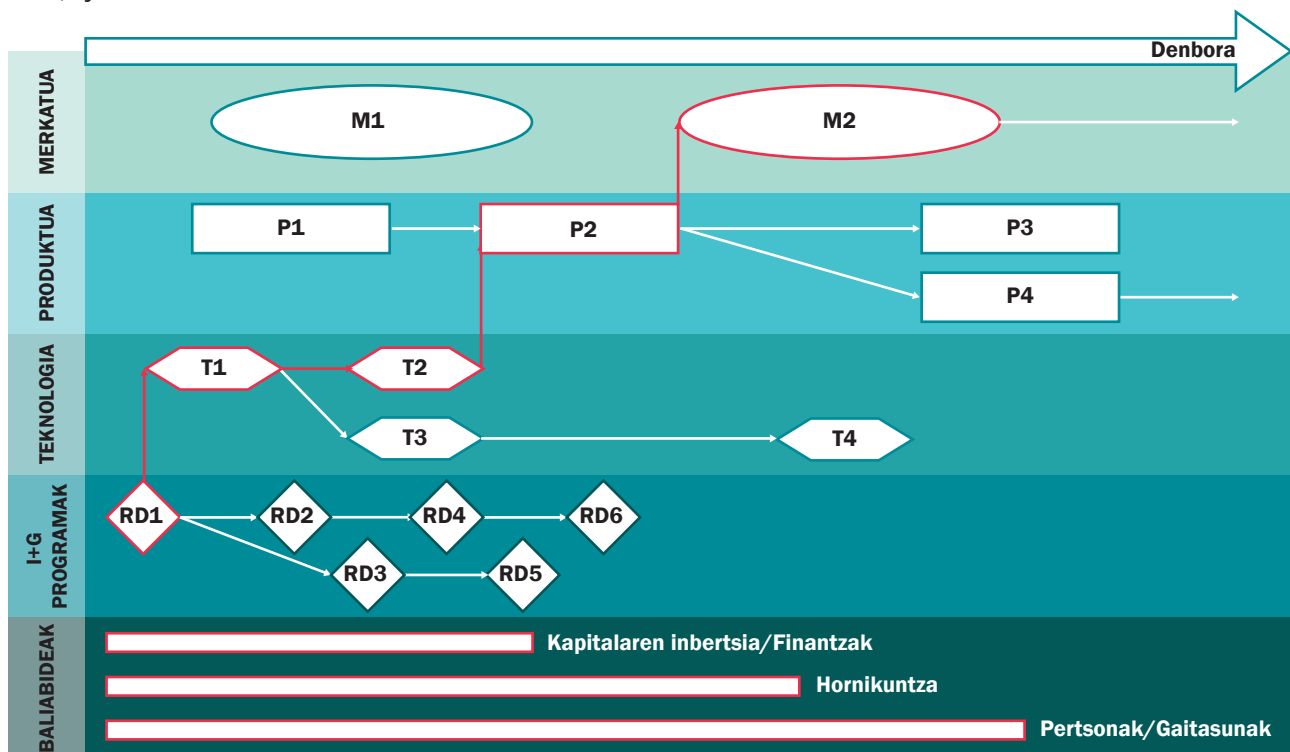 Denbora
MERKATUA
M1
M2
PRODUKTUA
P1
P2
P3
P4
TEKNOLOGIA
T1
T2
T3
T4
I+G
PROGRAMAK
RD1
RD2
RD4
RD6
RD3
RD5
BALIABIDEAK
Kapitalaren inbertsia/Finantzak
Hornikuntza
Pertsonak/Gaitasunak